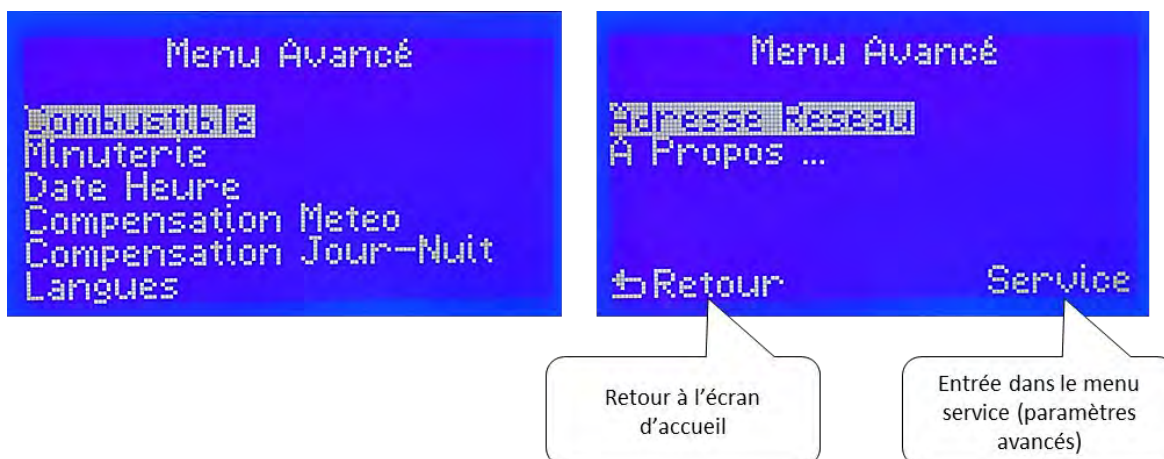 Menu Avancé
Combustible
Minuterie
Date Heure
Compensation Meteo
Compensation Jour-Nuit
Langues
Menu Avancé
Adresse Reseau
A Propos ...
Retour
Service
Retour à l'écran
d'accueil
Entrée dans le menu
service (paramètres
avancés)